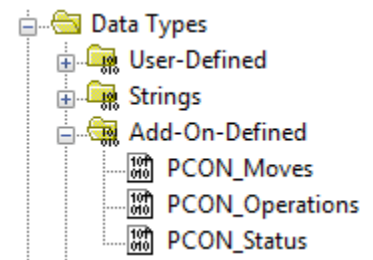 Data Types
User-Defined
Strings
Add-On-Defined
PCON_Moves
PCON_Operations
PCON_Status